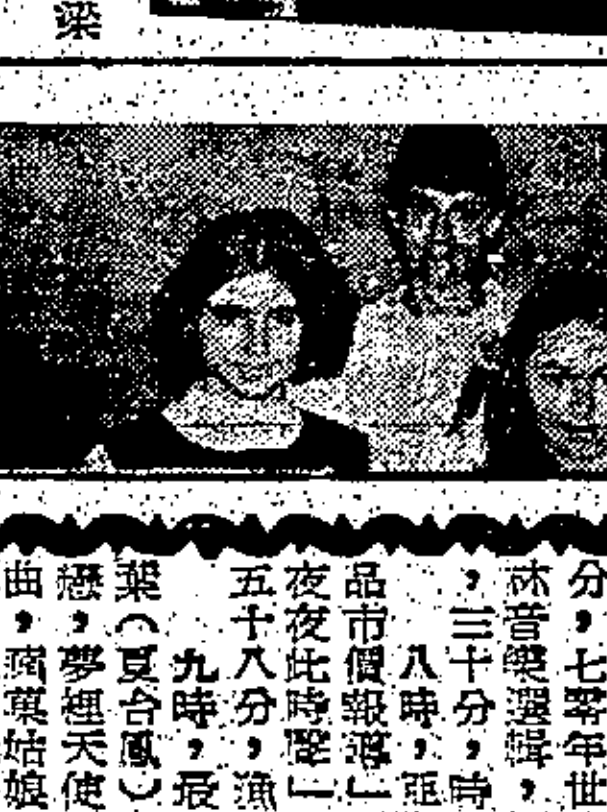 梁
分，七零年世
林音樂選輯，
，三十分，時
八時，
品市價報導」
夜夜此時「
五十八分，漁
九時，長
葉（夏台鳳）
戀，夢裡天使
曲，蘋菓姑娘